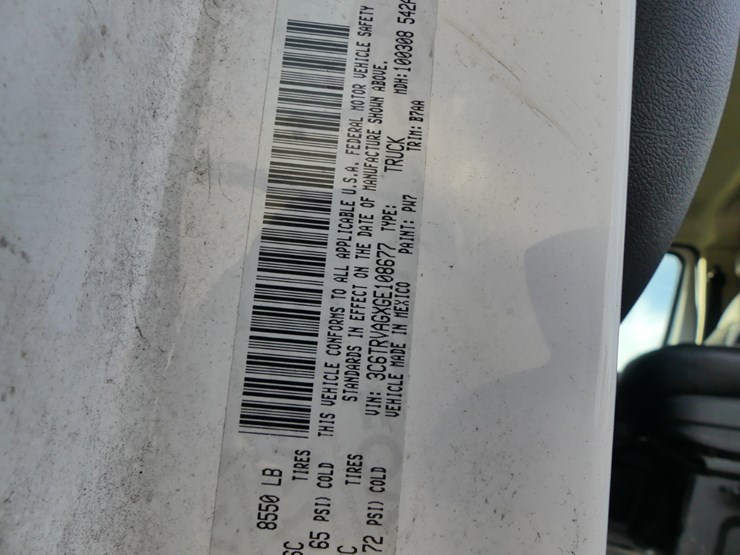 8550 LB
TIRES
65 PSI) COLD
C TIRES
72 PSI) COLD
THIS VEHICLE CONFORMS TO ALL APPLICABLE U.S.A. FEDERAL MOTOR VEHICLE SAFETY
STANDARDS IN EFFECT ON THE DATE OF MANUFACTURE SHOWN ABOVE.
VIN: 3C6TRVAGXGE108677 TYPE: TRUCK MDH: 100308 542
VEHICLE MADE IN MEXICO PAINT: PW7 TRIM: B7AA